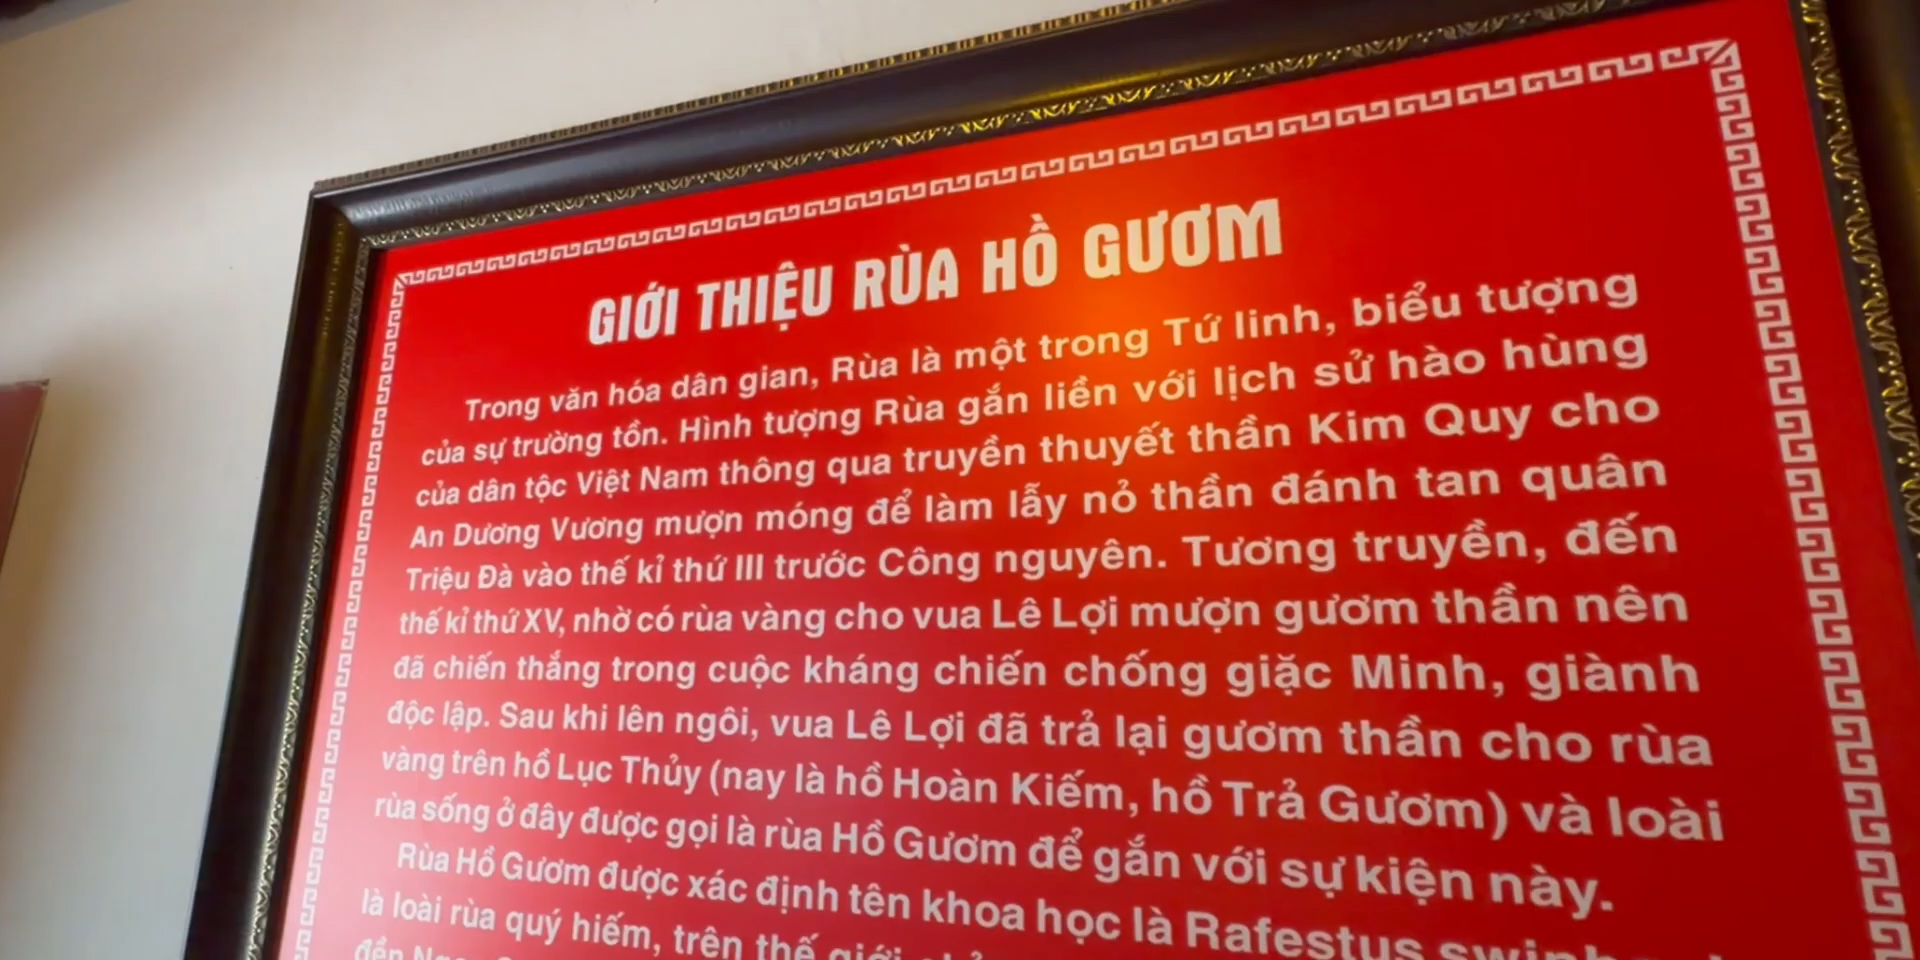 GIỚI THIỆU RÙA HỒ GƯƠM
Trong văn hóa dân gian, Rùa là một trong Tứ linh, biểu tượng
của sự trường tồn. Hình tượng Rùa gắn liền với lịch sử hào hùng
của dân tộc Việt Nam thông qua truyền thuyết thần Kim Quy cho
An Dương Vương mượn móng để làm lẫy nỏ thần đánh tan quân
Triệu Đà vào thế kỉ thứ III trước Công nguyên. Tương truyền, đến
thế kỉ thứ XV, nhờ có rùa vàng cho vua Lê Lợi mượn gươm thần nên
đã chiến thắng trong cuộc kháng chiến chống giặc Minh, giành
độc lập. Sau khi lên ngôi, vua Lê Lợi đã trả lại gươm thần cho rùa
vàng trên hồ Lục Thủy (nay là hồ Hoàn Kiếm, hồ Trả Gươm) và loài
rùa sống ở đây được gọi là rùa Hồ Gươm để gắn với sự kiện này.
Rùa Hồ Gươm được xác định tên khoa học là Rafestus
là loài rùa quý hiếm, trên thế giới
đền